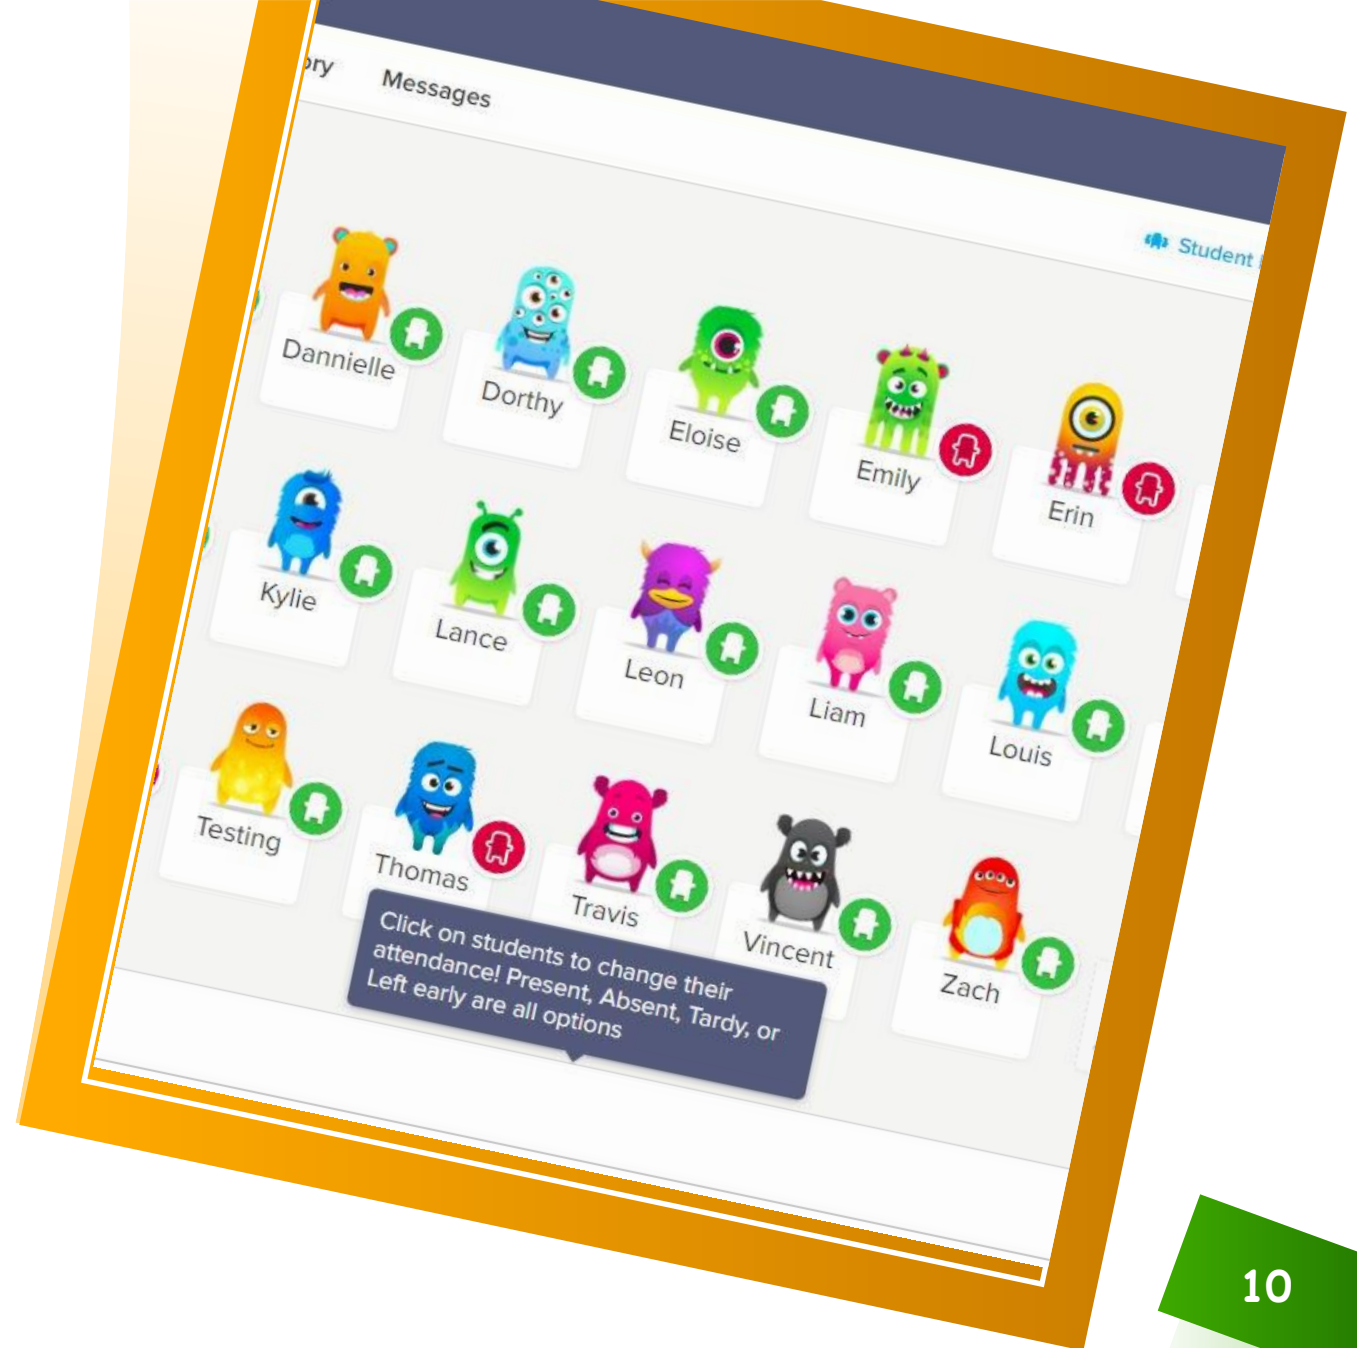 ory Messages
Student
Dannielle Dorthy Eloise Emily Erin
Kylie Lance Leon Liam Louis
Testing Thomas Travis Vincent Zach
Click on students to change their
attendance! Present, Absent, Tardy, or
Left early are all options
10